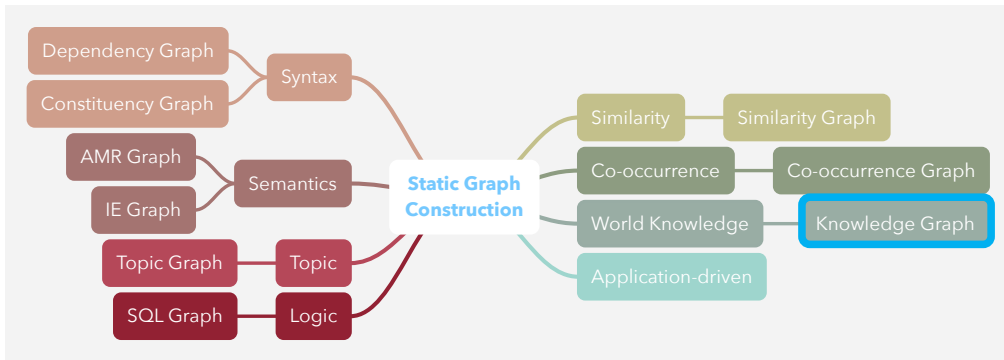 Dependency Graph
Syntax
Constituency Graph
AMR Graph
Semantics
IE Graph
Topic Graph
Topic
SQL Graph
Logic
Static Graph
Construction
Similarity
Similarity Graph
Co-occurrence
Co-occurrence Graph
World Knowledge
Knowledge Graph
Application-driven